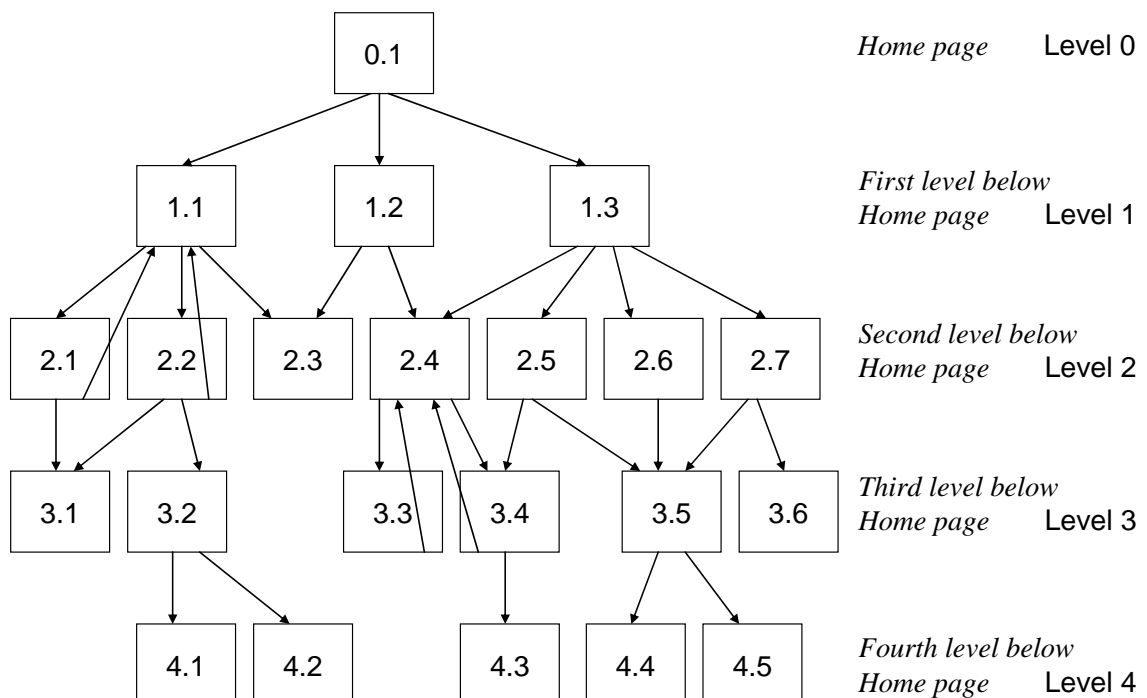 0.1
Home page Level 0
1.1 1.2 1.3
First level below
Home page Level 1
2.1 2.2 2.3 2.4 2.5 2.6 2.7
Second level below
Home page Level 2
3.1 3.2 3.3 3.4 3.5 3.6
Third level below
Home page Level 3
4.1 4.2 4.3 4.4 4.5
Fourth level below
Home page Level 4